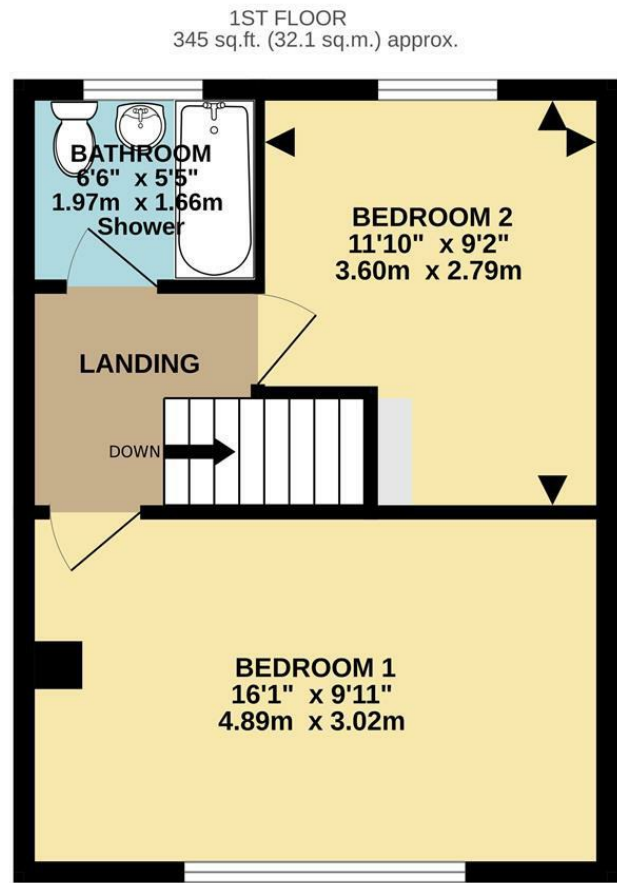 1ST FLOOR
345 sq.ft. (32.1 sq.m.) approx.
BATHROOM
6'6" x 5'5"
1.97m x 1.66m
Shower
BEDROOM 2
11'10" x 9'2"
3.60m x 2.79m
LANDING
DOWN
BEDROOM 1
16'1" x 9'11"
4.89m x 3.02m